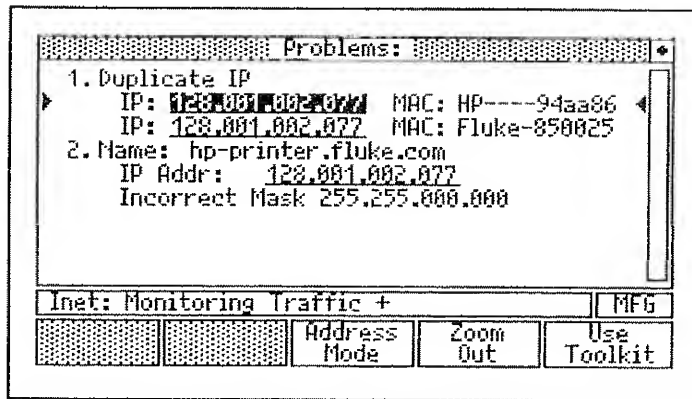 Problems:
1. Duplicate IP
IP: 128.001.002.077 MAC: HP----94aa86
IP: 128.001.002.077 MAC: Fluke-850025
2. Name: hp-printer.fluke.com
IP Addr: 128.001.002.077
Incorrect Mask 255.255.000.000
Inet: Monitoring Traffic + MFG
Address Mode
Zoom Out
Use Toolkit